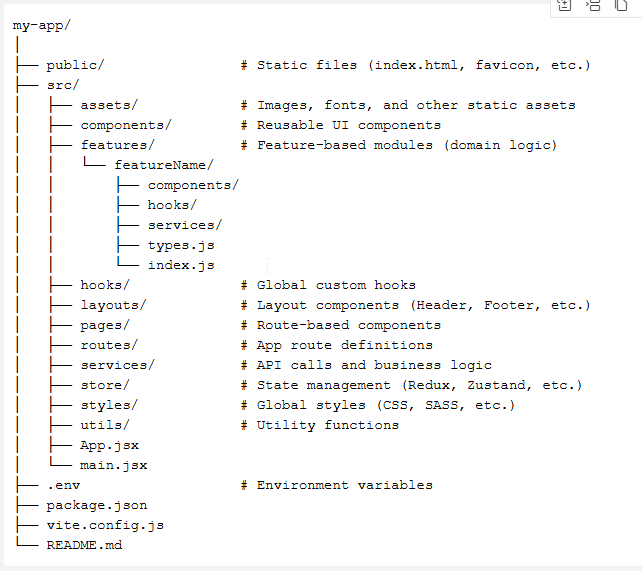 my-app/
│
├── public/                # Static files (index.html, favicon, etc.)
├── src/
│   ├── assets/            # Images, fonts, and other static assets
│   ├── components/        # Reusable UI components
│   ├── features/          # Feature-based modules (domain logic)
│   │   └── featureName/
│   │       ├── components/
│   │       ├── hooks/
│   │       ├── services/
│   │       ├── types.js
│   │       └── index.js
│   ├── hooks/             # Global custom hooks
│   ├── layouts/           # Layout components (Header, Footer, etc.)
│   ├── pages/             # Route-based components
│   ├── routes/            # App route definitions
│   ├── services/          # API calls and business logic
│   ├── store/             # State management (Redux, Zustand, etc.)
│   ├── styles/            # Global styles (CSS, SASS, etc.)
│   ├── utils/             # Utility functions
│   ├── App.jsx
│   └── main.jsx
├── .env                   # Environment variables
├── package.json
├── vite.config.js
└── README.md